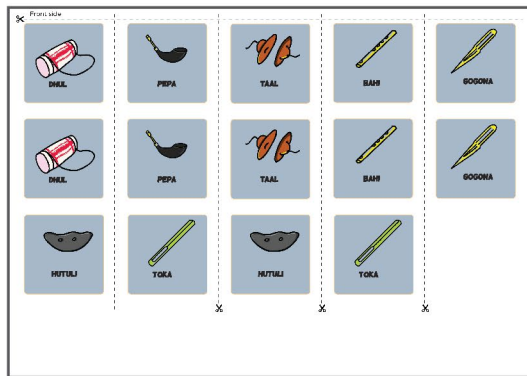 Front side
DHUL PEPA TAAL BAHI GOGONA
DHUL PEPA TAAL BAHI GOGONA
HUTULI TOKA HUTULI TOKA